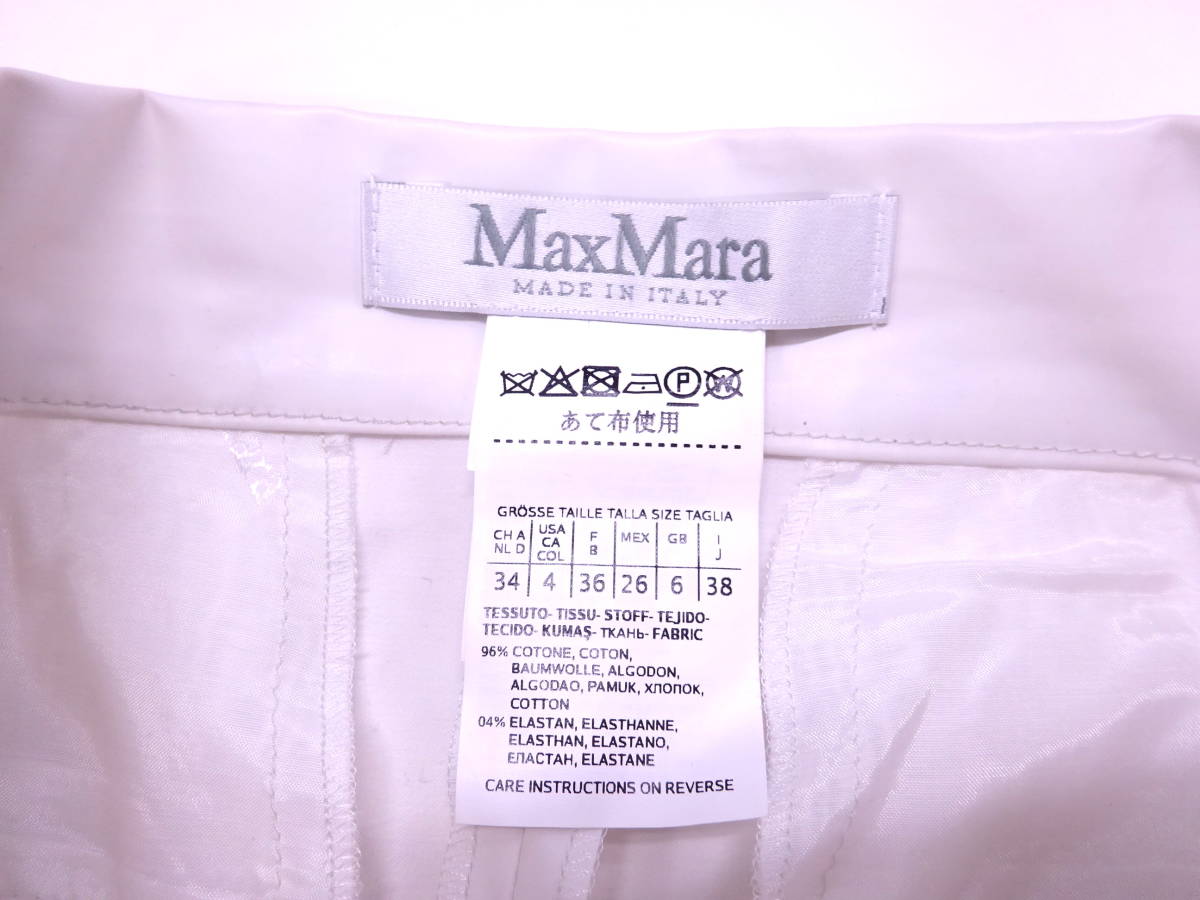 MaxMara
MADE IN ITALY
P W
あて布使用
GRÖSSE TAILLE TALLA SIZE TAGLIA
CH A NL D USA CA COL F B MEX GB I J
34 4 36 26 6 38
TESSUTO- TISSU- STOFF- TEJIDO-
TECIDO- KUMAŞ- ТКАНЬ- FABRIC
96% COTONE, COTON,
BAUMWOLLE, ALGODON,
ALGODAO, PAMUK, ХЛОПОК,
COTTON
04% ELASTAN, ELASTHANNE,
ELASTHAN, ELASTANO,
ЕЛАСТАН, ELASTANE
CARE INSTRUCTIONS ON REVERSE